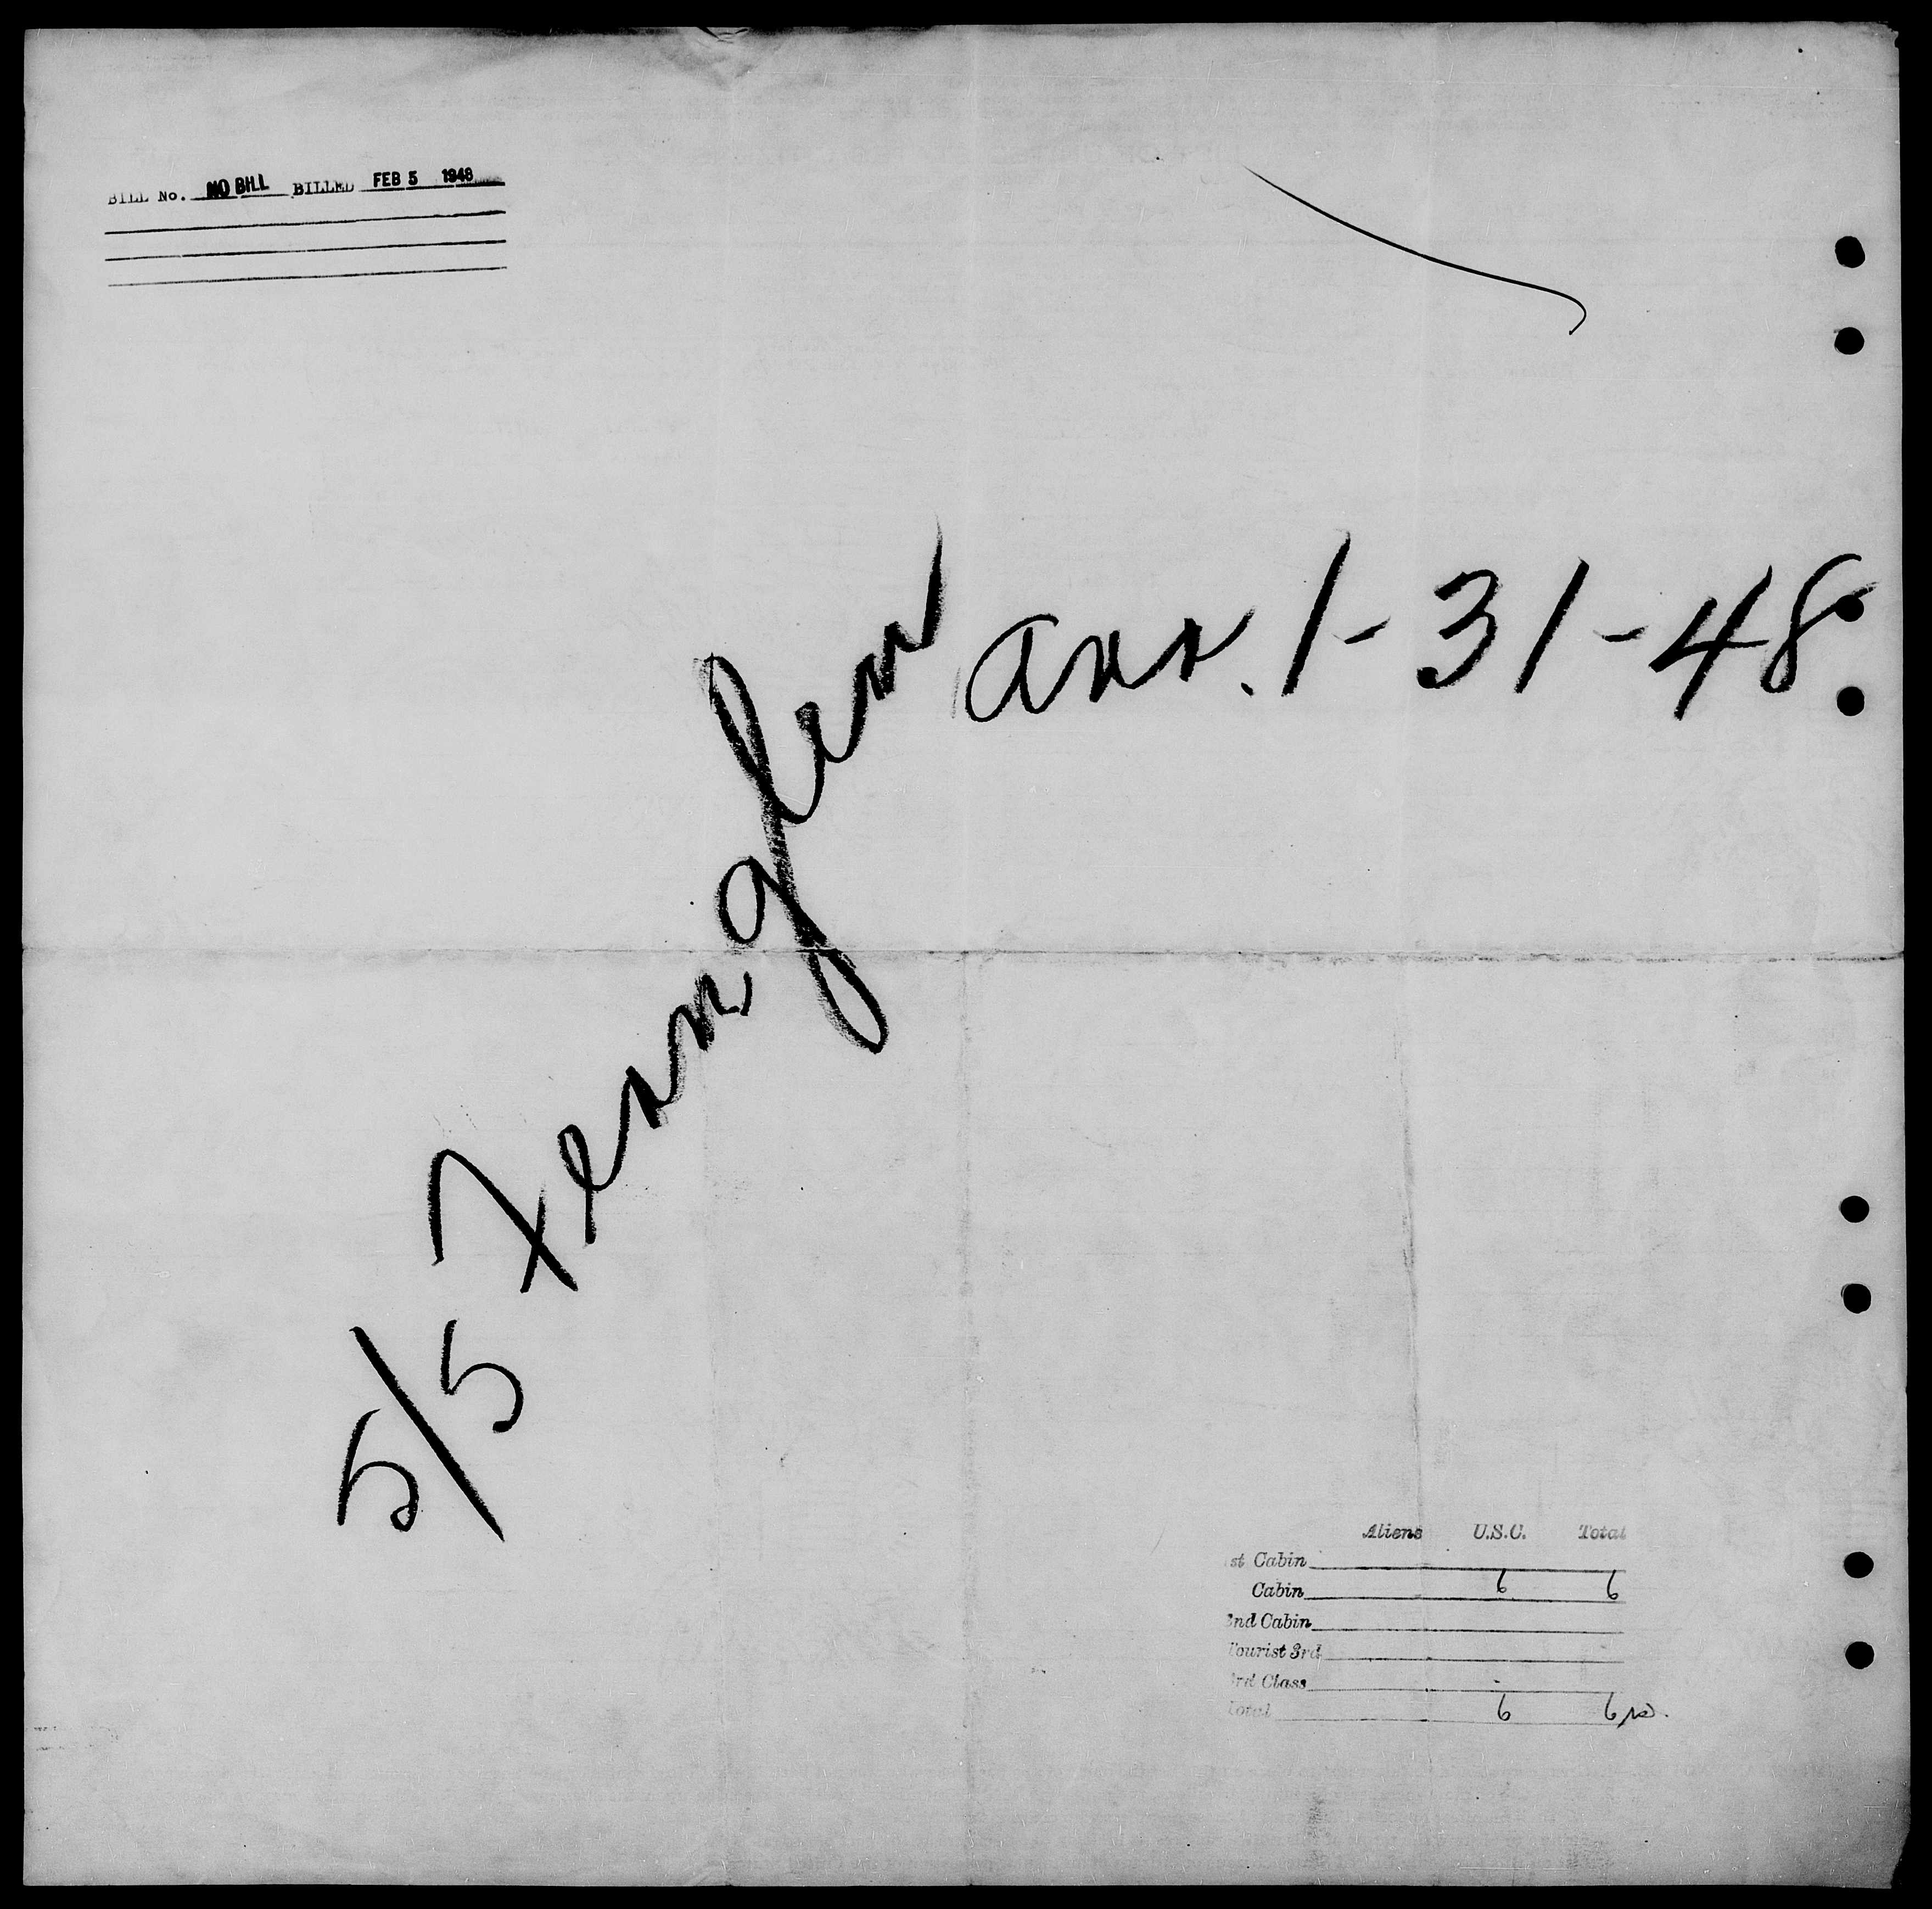 BILL No. NO BILL BILLED FEB 5 1948
arr. 1-31-48
S/S Fernglen
Aliens U.S.C. Total
st Cabin
Cabin 6 6
2nd Cabin
Tourist 3rd
3rd Class
Total 6 6